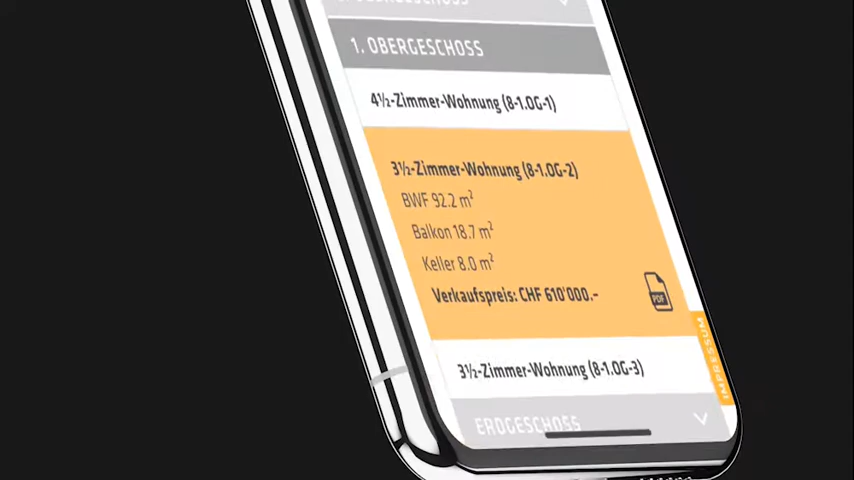 1. OBERGESCHOSS
4½-Zimmer-Wohnung (8-1.OG-1)
3½-Zimmer-Wohnung (8-1.OG-2)
BWF 92.2 m²
Balkon 18.7 m²
Keller 8.0 m²
Verkaufspreis: CHF 610'000.-
PDF
IMPRESSUM
3½-Zimmer-Wohnung (8-1.OG-3)
ERDGESCHOSS